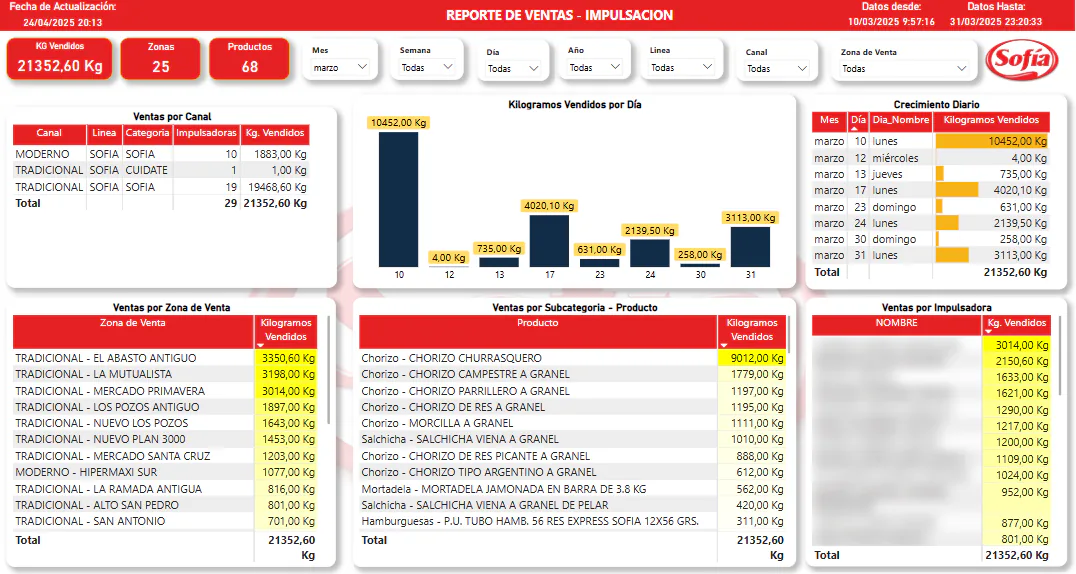 Fecha de Actualización:
24/04/2025 20:13
REPORTE DE VENTAS - IMPULSACION
Datos desde:
10/03/2025 9:57:16
Datos Hasta:
31/03/2025 23:20:33
KG Vendidos
21352,60 Kg
Zonas
25
Productos
68
Mes
marzo
Semana
Todas
Día
Todas
Año
Todas
Linea
Todas
Canal
Todas
Zona de Venta
Todas
Sofía
Ventas por Canal
Canal Linea Categoria Impulsadoras Kg. Vendidos
MODERNO SOFIA SOFIA 10 1883,00 Kg
TRADICIONAL SOFIA CUIDATE 1 1,00 Kg
TRADICIONAL SOFIA SOFIA 19 19468,60 Kg
Total 29 21352,60 Kg
Kilogramos Vendidos por Día
10452,00 Kg
4,00 Kg
735,00 Kg
4020,10 Kg
631,00 Kg
2139,50 Kg
258,00 Kg
3113,00 Kg
10 12 13 17 23 24 30 31
Crecimiento Diario
Mes Día Dia_Nombre Kilogramos Vendidos
marzo 10 lunes 10452,00 Kg
marzo 12 miércoles 4,00 Kg
marzo 13 jueves 735,00 Kg
marzo 17 lunes 4020,10 Kg
marzo 23 domingo 631,00 Kg
marzo 24 lunes 2139,50 Kg
marzo 30 domingo 258,00 Kg
marzo 31 lunes 3113,00 Kg
Total 21352,60 Kg
Ventas por Zona de Venta
Zona de Venta Kilogramos Vendidos
TRADICIONAL - EL ABASTO ANTIGUO 3350,60 Kg
TRADICIONAL - LA MUTUALISTA 3198,00 Kg
TRADICIONAL - MERCADO PRIMAVERA 3014,00 Kg
TRADICIONAL - LOS POZOS ANTIGUO 1897,00 Kg
TRADICIONAL - NUEVO LOS POZOS 1643,00 Kg
TRADICIONAL - NUEVO PLAN 3000 1453,00 Kg
TRADICIONAL - MERCADO SANTA CRUZ 1203,00 Kg
MODERNO - HIPERMAXI SUR 1077,00 Kg
TRADICIONAL - LA RAMADA ANTIGUA 816,00 Kg
TRADICIONAL - ALTO SAN PEDRO 801,00 Kg
TRADICIONAL - SAN ANTONIO 701,00 Kg
Total 21352,60 Kg
Ventas por Subcategoria - Producto
Producto Kilogramos Vendidos
Chorizo - CHORIZO CHURRASQUERO 9012,00 Kg
Chorizo - CHORIZO CAMPESTRE A GRANEL 1779,00 Kg
Chorizo - CHORIZO PARRILLERO A GRANEL 1197,00 Kg
Chorizo - CHORIZO DE RES A GRANEL 1195,00 Kg
Chorizo - MORCILLA A GRANEL 1111,00 Kg
Salchicha - SALCHICHA VIENA A GRANEL 1010,00 Kg
Chorizo - CHORIZO DE RES PICANTE A GRANEL 888,00 Kg
Chorizo - CHORIZO TIPO ARGENTINO A GRANEL 612,00 Kg
Mortadela - MORTADELA JAMONADA EN BARRA DE 3.8 KG 562,00 Kg
Salchicha - SALCHICHA VIENA A GRANEL DE PELAR 420,00 Kg
Hamburguesas - P.U. TUBO HAMB. 56 RES EXPRESS SOFIA 12X56 GRS. 311,00 Kg
Total 21352,60 Kg
Ventas por Impulsadora
NOMBRE Kg. Vendidos
3014,00 Kg
2150,60 Kg
1633,00 Kg
1621,00 Kg
1290,00 Kg
1217,00 Kg
1200,00 Kg
1109,00 Kg
1024,00 Kg
952,00 Kg
877,00 Kg
801,00 Kg
Total 21352,60 Kg